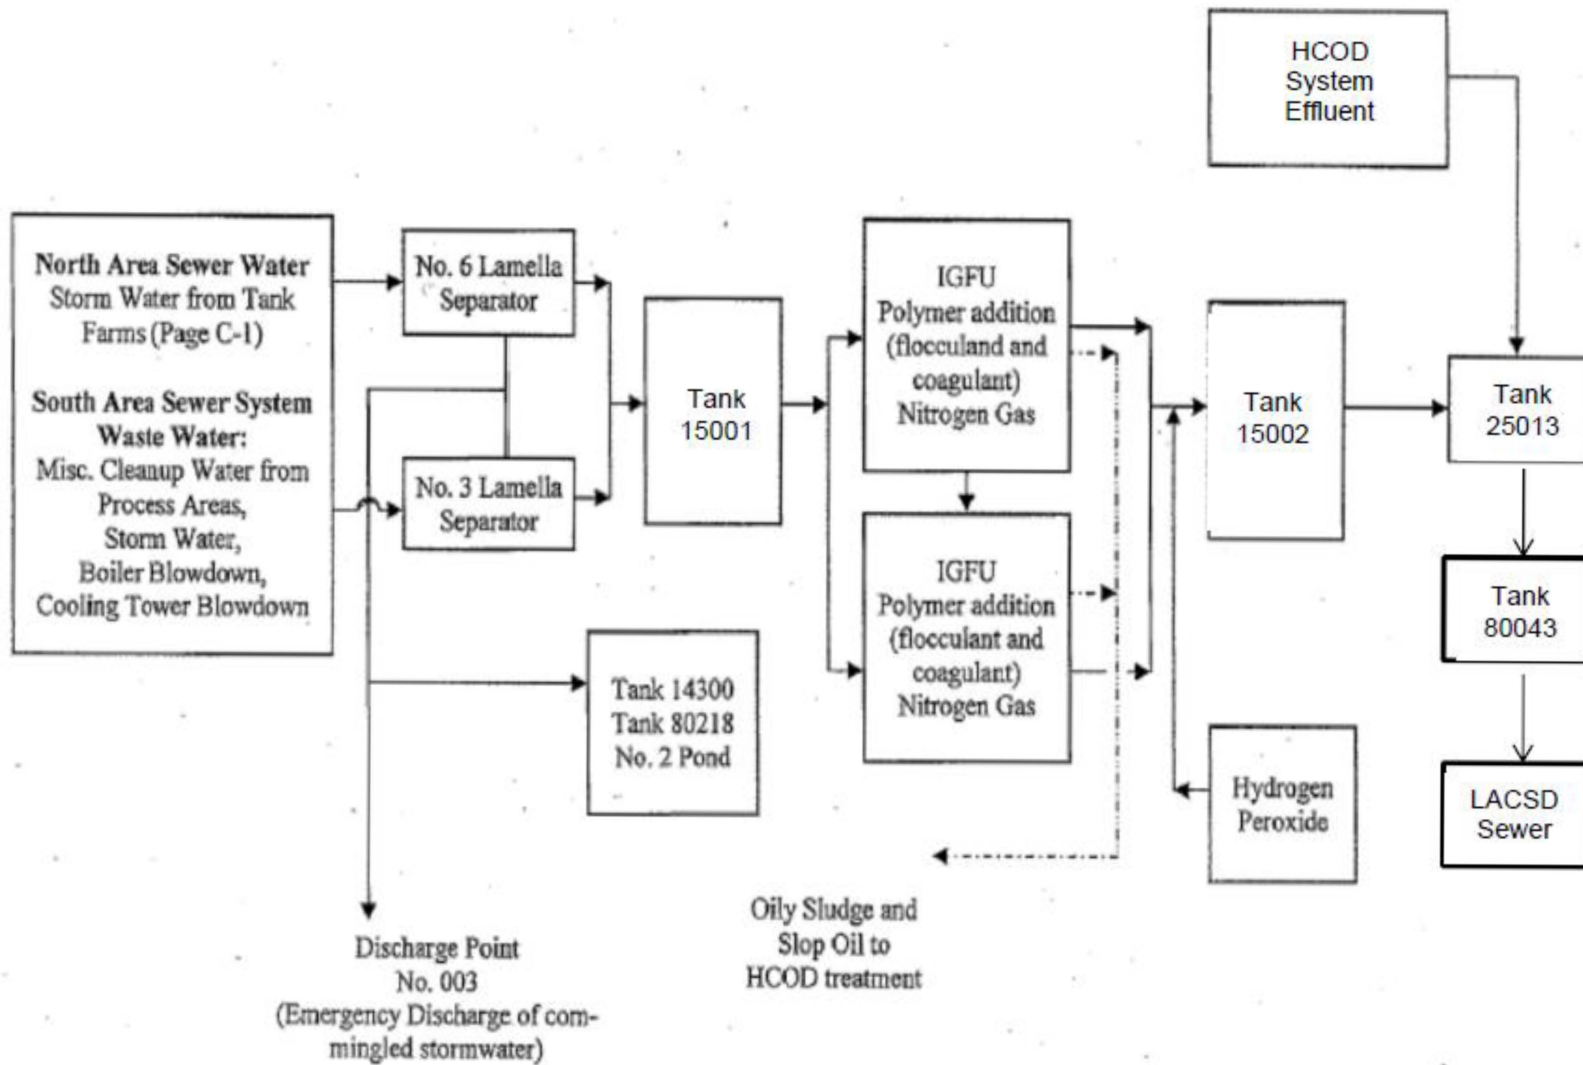 HCOD
System
Effluent
North Area Sewer Water
Storm Water from Tank
Farms (Page C-1)
South Area Sewer System
Waste Water:
Misc. Cleanup Water from
Process Areas,
Storm Water,
Boiler Blowdown,
Cooling Tower Blowdown
No. 6 Lamella
Separator
No. 3 Lamella
Separator
Tank
15001
IGFU
Polymer addition
(flocculand and
coagulant)
Nitrogen Gas
IGFU
Polymer addition
(flocculant and
coagulant)
Nitrogen Gas
Tank
15002
Tank
25013
Tank
80043
LACSD
Sewer
Hydrogen
Peroxide
Tank 14300
Tank 80218
No. 2 Pond
Oily Sludge and
Slop Oil to
HCOD treatment
Discharge Point
No. 003
(Emergency Discharge of com-
mingled stormwater)